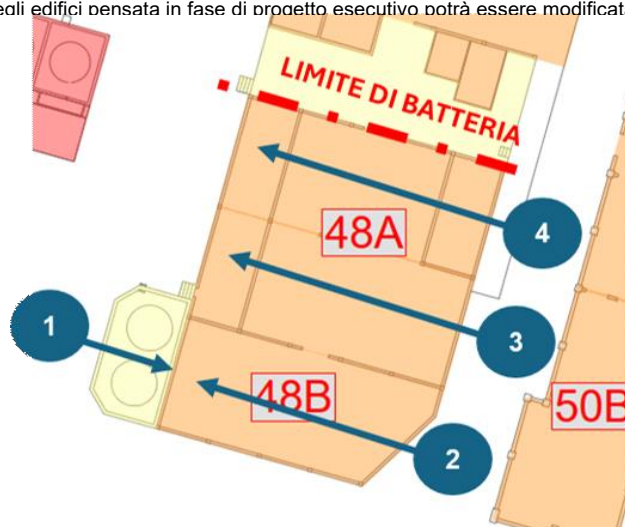 egli edifici pensata in fase di progetto esecutivo potrà essere modificata
LIMITE DI BATTERIA
48A
4
1
3
48B
50B
2